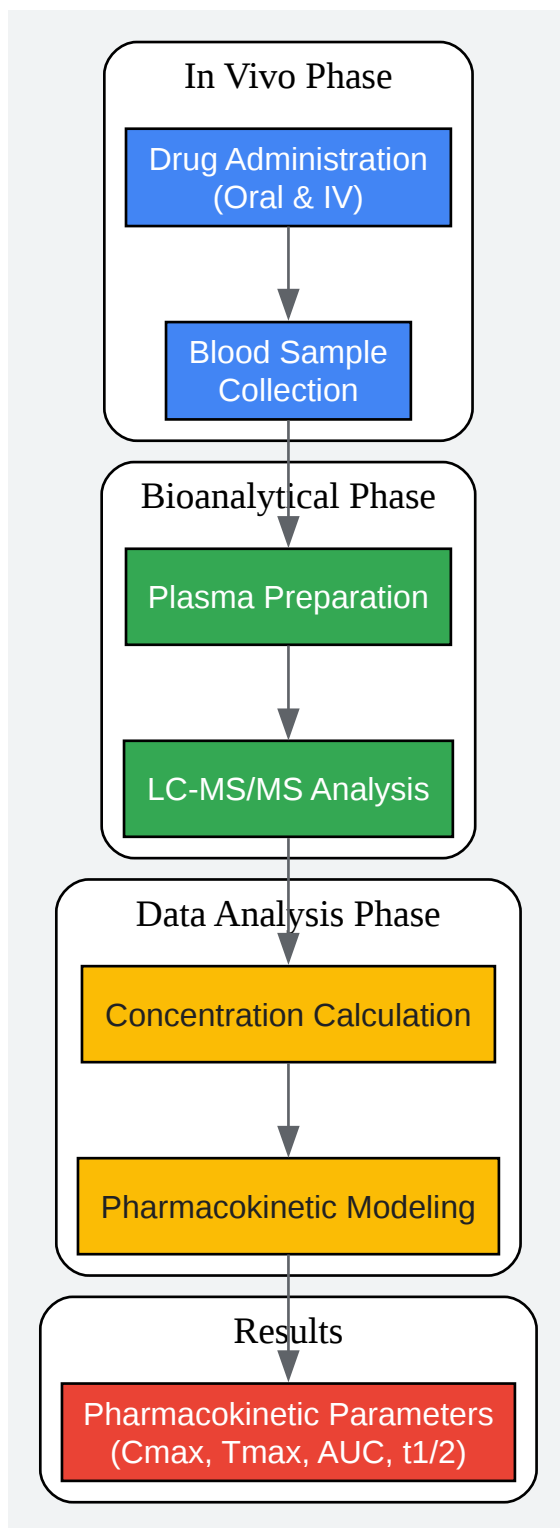 In Vivo Phase
Drug Administration
(Oral & IV)
Blood Sample
Collection
Bioanalytical Phase
Plasma Preparation
LC-MS/MS Analysis
Data Analysis Phase
Concentration Calculation
Pharmacokinetic Modeling
Results
Pharmacokinetic Parameters
(Cmax, Tmax, AUC, t1/2)